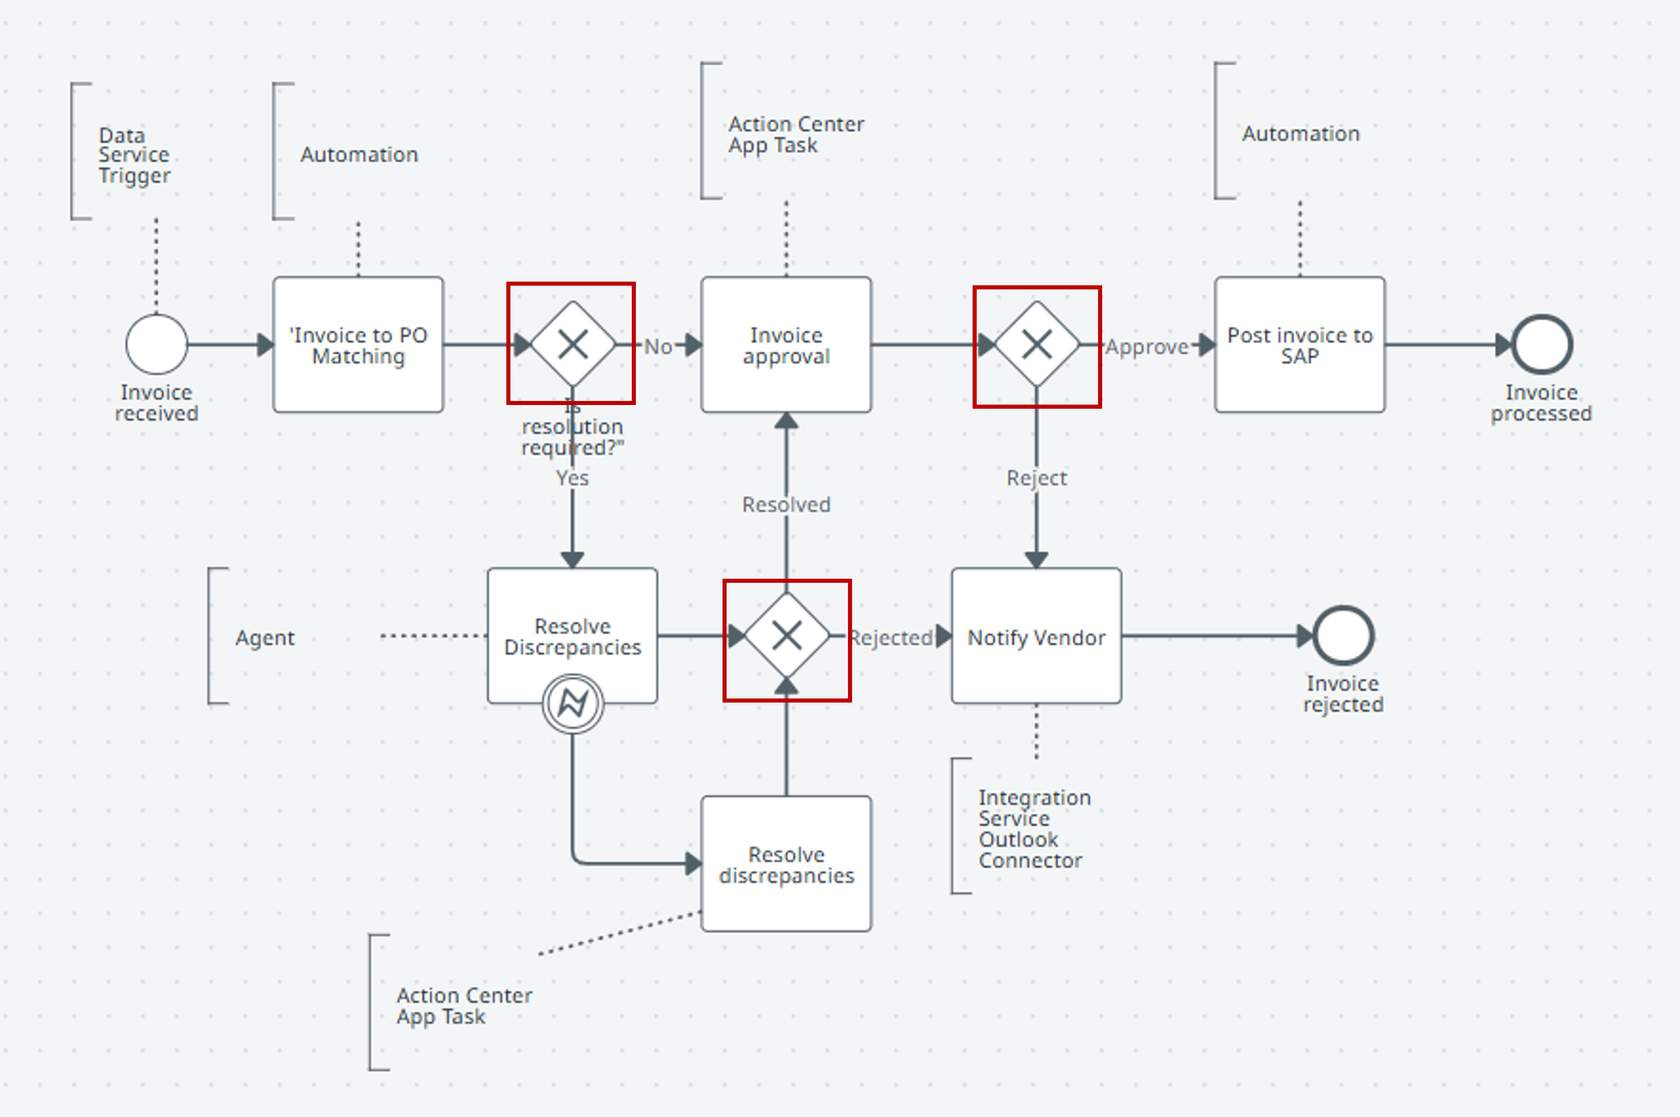 Data
Service
Trigger
Automation
Action Center
App Task
Automation
'Invoice to PO
Matching
No
Invoice
approval
Approve
Post invoice to
SAP
Invoice
received
Is
resolution
required?"
Yes
Invoice
processed
Resolved
Reject
Agent
Resolve
Discrepancies
Rejected
Notify Vendor
Invoice
rejected
Integration
Service
Outlook
Connector
Resolve
discrepancies
Action Center
App Task